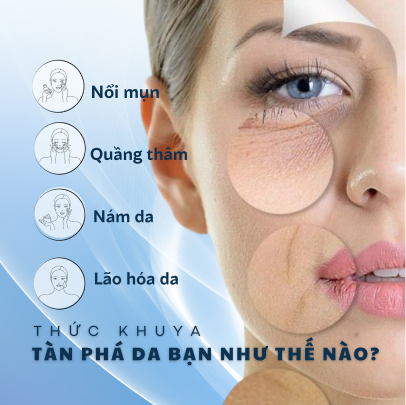 Nổi mụn
Quầng thâm
Nám da
Lão hóa da
THỨC KHUYA
TÀN PHÁ DA BẠN NHƯ THẾ NÀO?